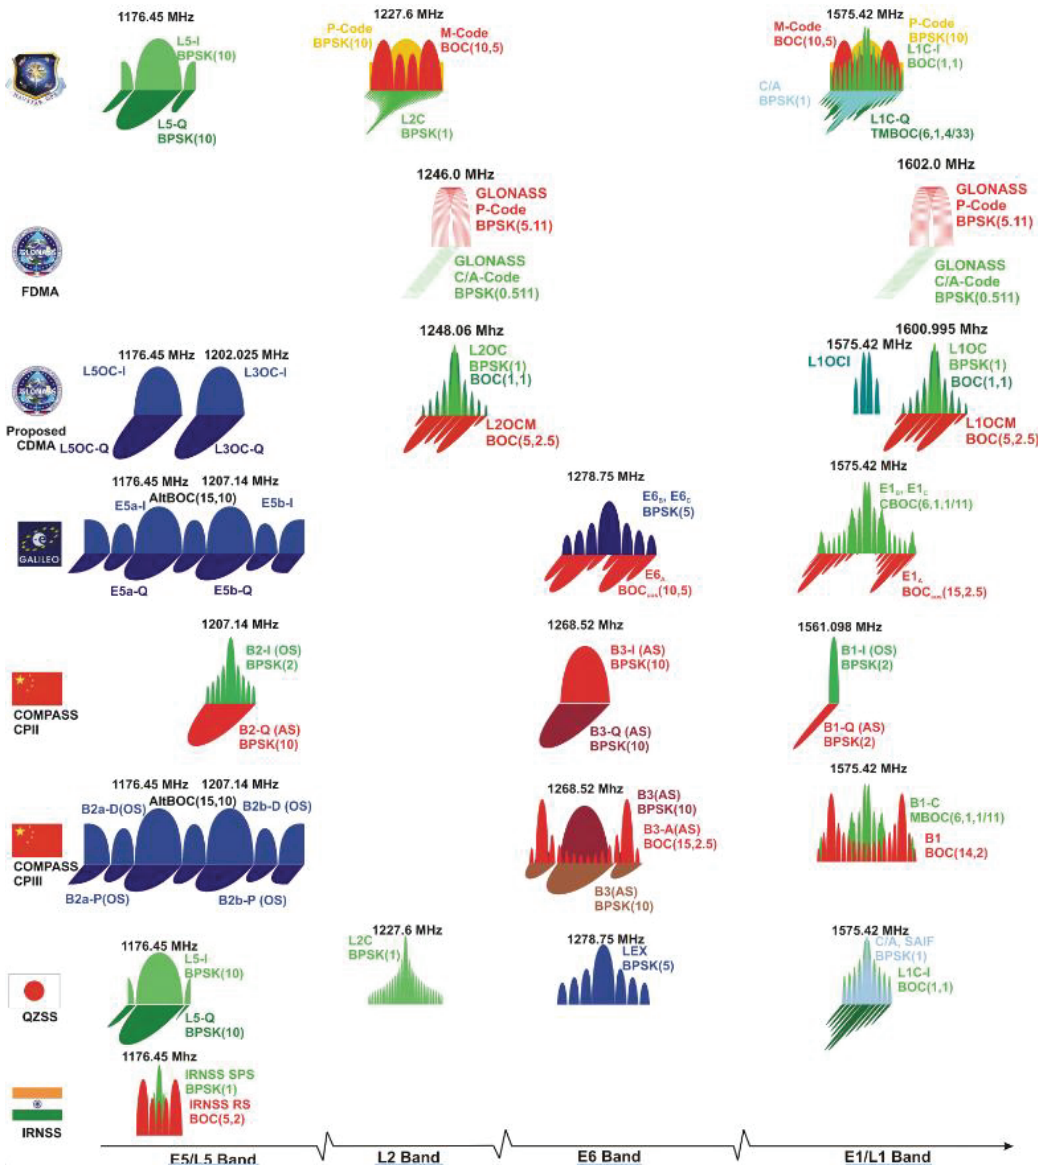 1176.45 MHz
L5-I
BPSK(10)
L5-Q
BPSK(10)
1227.6 MHz
P-Code
BPSK(10)
M-Code
BOC(10,5)
L2C
BPSK(1)
1575.42 MHz
M-Code
BOC(10,5)
P-Code
BPSK(10)
L1C-I
BOC(1,1)
C/A
BPSK(1)
L1C-Q
TMBOC(6,1,4/33)
NAVSTAR GPS
GLONASS
FDMA
1246.0 MHz
GLONASS
P-Code
BPSK(5.11)
GLONASS
C/A-Code
BPSK(0.511)
1602.0 MHz
GLONASS
P-Code
BPSK(5.11)
GLONASS
C/A-Code
BPSK(0.511)
GLONASS
Proposed
CDMA
1176.45 MHz
1202.025 MHz
L5OC-I
L3OC-I
L5OC-Q
L3OC-Q
1248.06 Mhz
L2OC
BPSK(1)
BOC(1,1)
L2OCM
BOC(5,2.5)
1575.42 MHz
L1OCI
1600.995 MHz
L1OC
BPSK(1)
BOC(1,1)
L1OCM
BOC(5,2.5)
GALILEO
1176.45 MHz
1207.14 MHz
AltBOC(15,10)
E5a-I
E5b-I
E5a-Q
E5b-Q
1278.75 MHz
E6B, E6C
BPSK(5)
E6A
BOCcos(10,5)
1575.42 MHz
E1B, E1C
CBOC(6,1,1/11)
E1A
BOCcos(15,2.5)
COMPASS
CPII
1207.14 MHz
B2-I (OS)
BPSK(2)
B2-Q (AS)
BPSK(10)
1268.52 Mhz
B3-I (AS)
BPSK(10)
B3-Q (AS)
BPSK(10)
1561.098 MHz
B1-I (OS)
BPSK(2)
B1-Q (AS)
BPSK(2)
COMPASS
CPIII
1176.45 MHz
1207.14 MHz
AltBOC(15,10)
B2a-D(OS)
B2b-D (OS)
B2a-P(OS)
B2b-P (OS)
1268.52 Mhz
B3(AS)
BPSK(10)
B3-A(AS)
BOC(15,2.5)
B3(AS)
BPSK(10)
1575.42 MHz
B1-C
MBOC(6,1,1/11)
B1
BOC(14,2)
QZSS
1176.45 MHz
L5-I
BPSK(10)
L5-Q
BPSK(10)
1227.6 MHz
L2C
BPSK(1)
1278.75 MHz
LEX
BPSK(5)
1575.42 MHz
C/A, SAIF
BPSK(1)
L1C-I
BOC(1,1)
IRNSS
1176.45 MHz
IRNSS SPS
BPSK(1)
IRNSS RS
BOC(5,2)
E5/L5 Band
L2 Band
E6 Band
E1/L1 Band